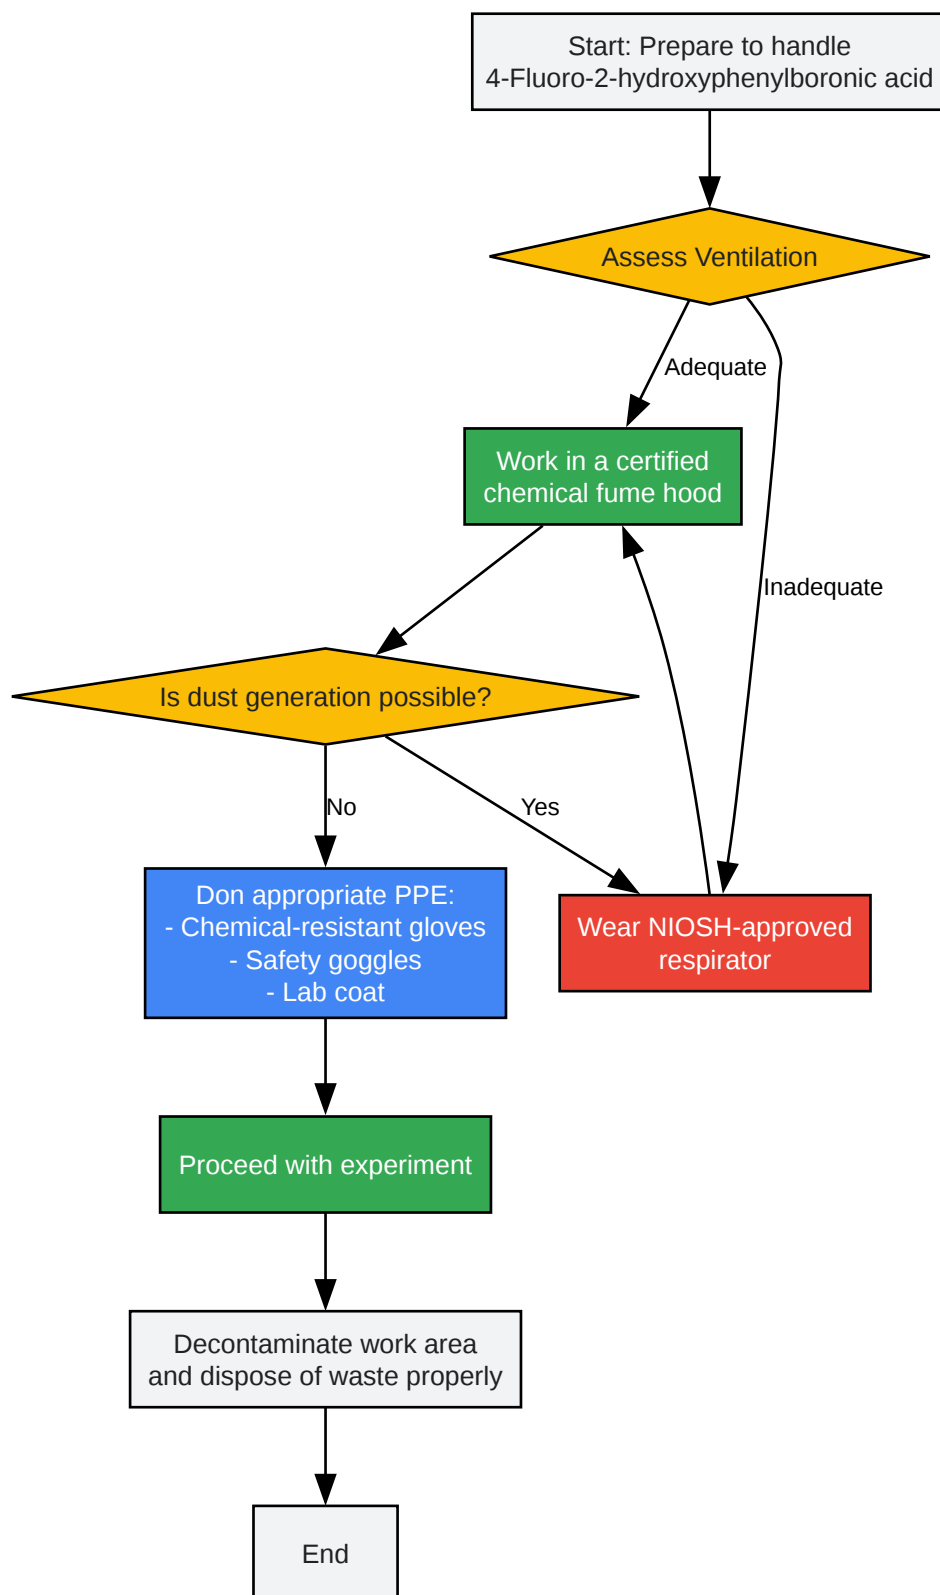 Start: Prepare to handle
4-Fluoro-2-hydroxyphenylboronic acid
Assess Ventilation
Adequate
Work in a certified
chemical fume hood
Inadequate
Is dust generation possible?
No
Yes
Don appropriate PPE:
- Chemical-resistant gloves
- Safety goggles
- Lab coat
Wear NIOSH-approved
respirator
Proceed with experiment
Decontaminate work area
and dispose of waste properly
End